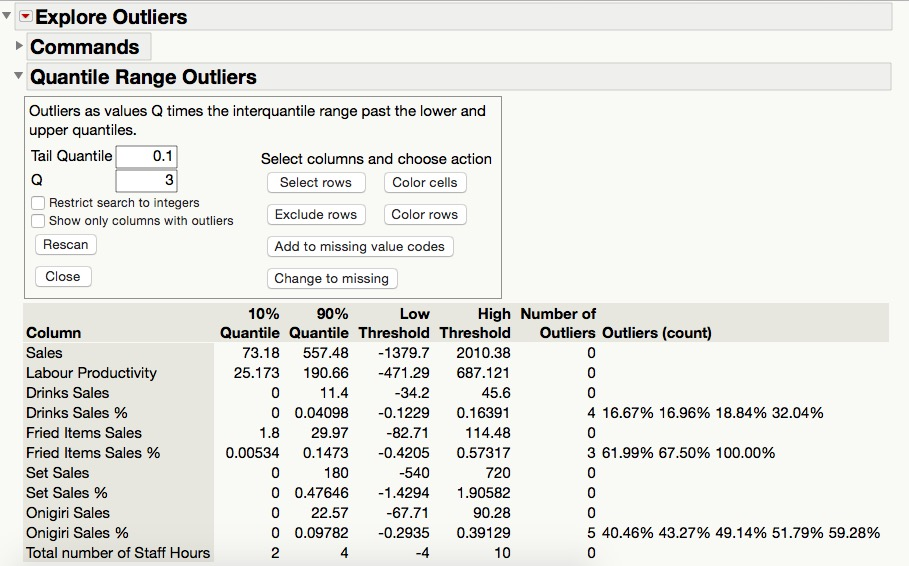 Explore Outliers
Commands
Quantile Range Outliers
Outliers as values Q times the interquantile range past the lower and
upper quantiles.
Tail Quantile 0.1
Q 3
Restrict search to integers
Show only columns with outliers
Rescan
Close
Select columns and choose action
Select rows Color cells
Exclude rows Color rows
Add to missing value codes
Change to missing
10% 90% Low High Number of
Column Quantile Quantile Threshold Threshold Outliers Outliers (count)
Sales 73.18 557.48 -1379.7 2010.38 0
Labour Productivity 25.173 190.66 -471.29 687.121 0
Drinks Sales 0 11.4 -34.2 45.6 0
Drinks Sales % 0 0.04098 -0.1229 0.16391 4 16.67% 16.96% 18.84% 32.04%
Fried Items Sales 1.8 29.97 -82.71 114.48 0
Fried Items Sales % 0.00534 0.1473 -0.4205 0.57317 3 61.99% 67.50% 100.00%
Set Sales 0 180 -540 720 0
Set Sales % 0 0.47646 -1.4294 1.90582 0
Onigiri Sales 0 22.57 -67.71 90.28 0
Onigiri Sales % 0 0.09782 -0.2935 0.39129 5 40.46% 43.27% 49.14% 51.79% 59.28%
Total number of Staff Hours 2 4 -4 10 0